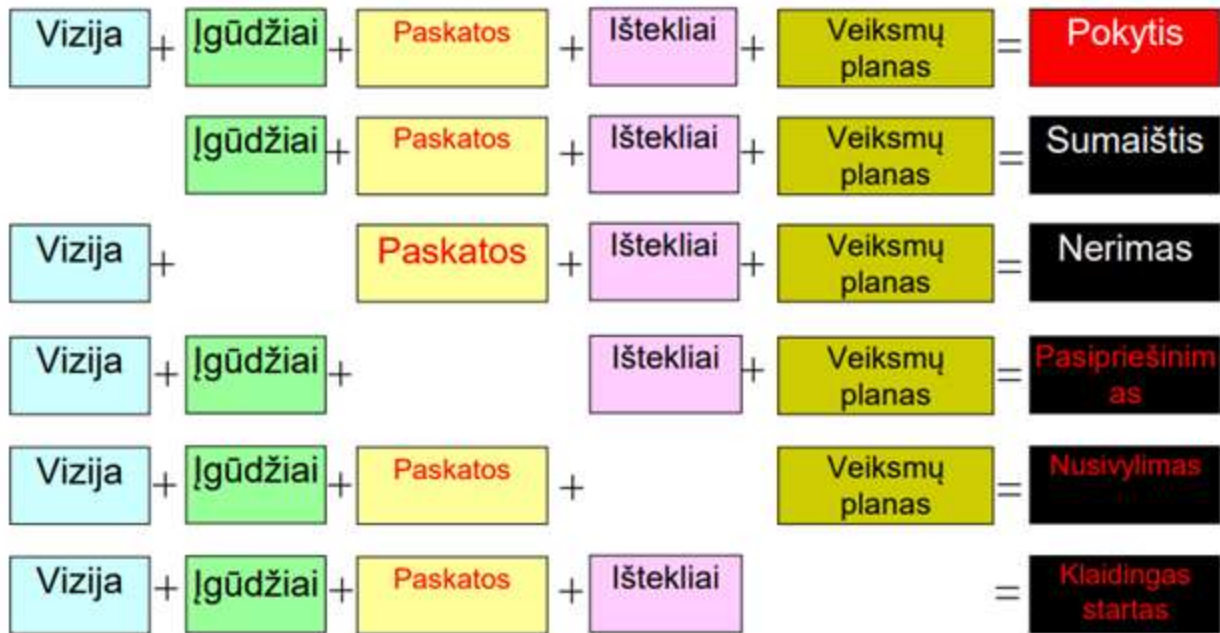 Vizija + Įgūdžiai + Paskatos + Ištekliai + Veiksmų planas = Pokytis
Įgūdžiai + Paskatos + Ištekliai + Veiksmų planas = Sumaištis
Vizija + Paskatos + Ištekliai + Veiksmų planas = Nerimas
Vizija + Įgūdžiai + Ištekliai + Veiksmų planas = Pasipriešinimas
Vizija + Įgūdžiai + Paskatos + Veiksmų planas = Nusivylimas
Vizija + Įgūdžiai + Paskatos + Ištekliai = Klaidingas startas